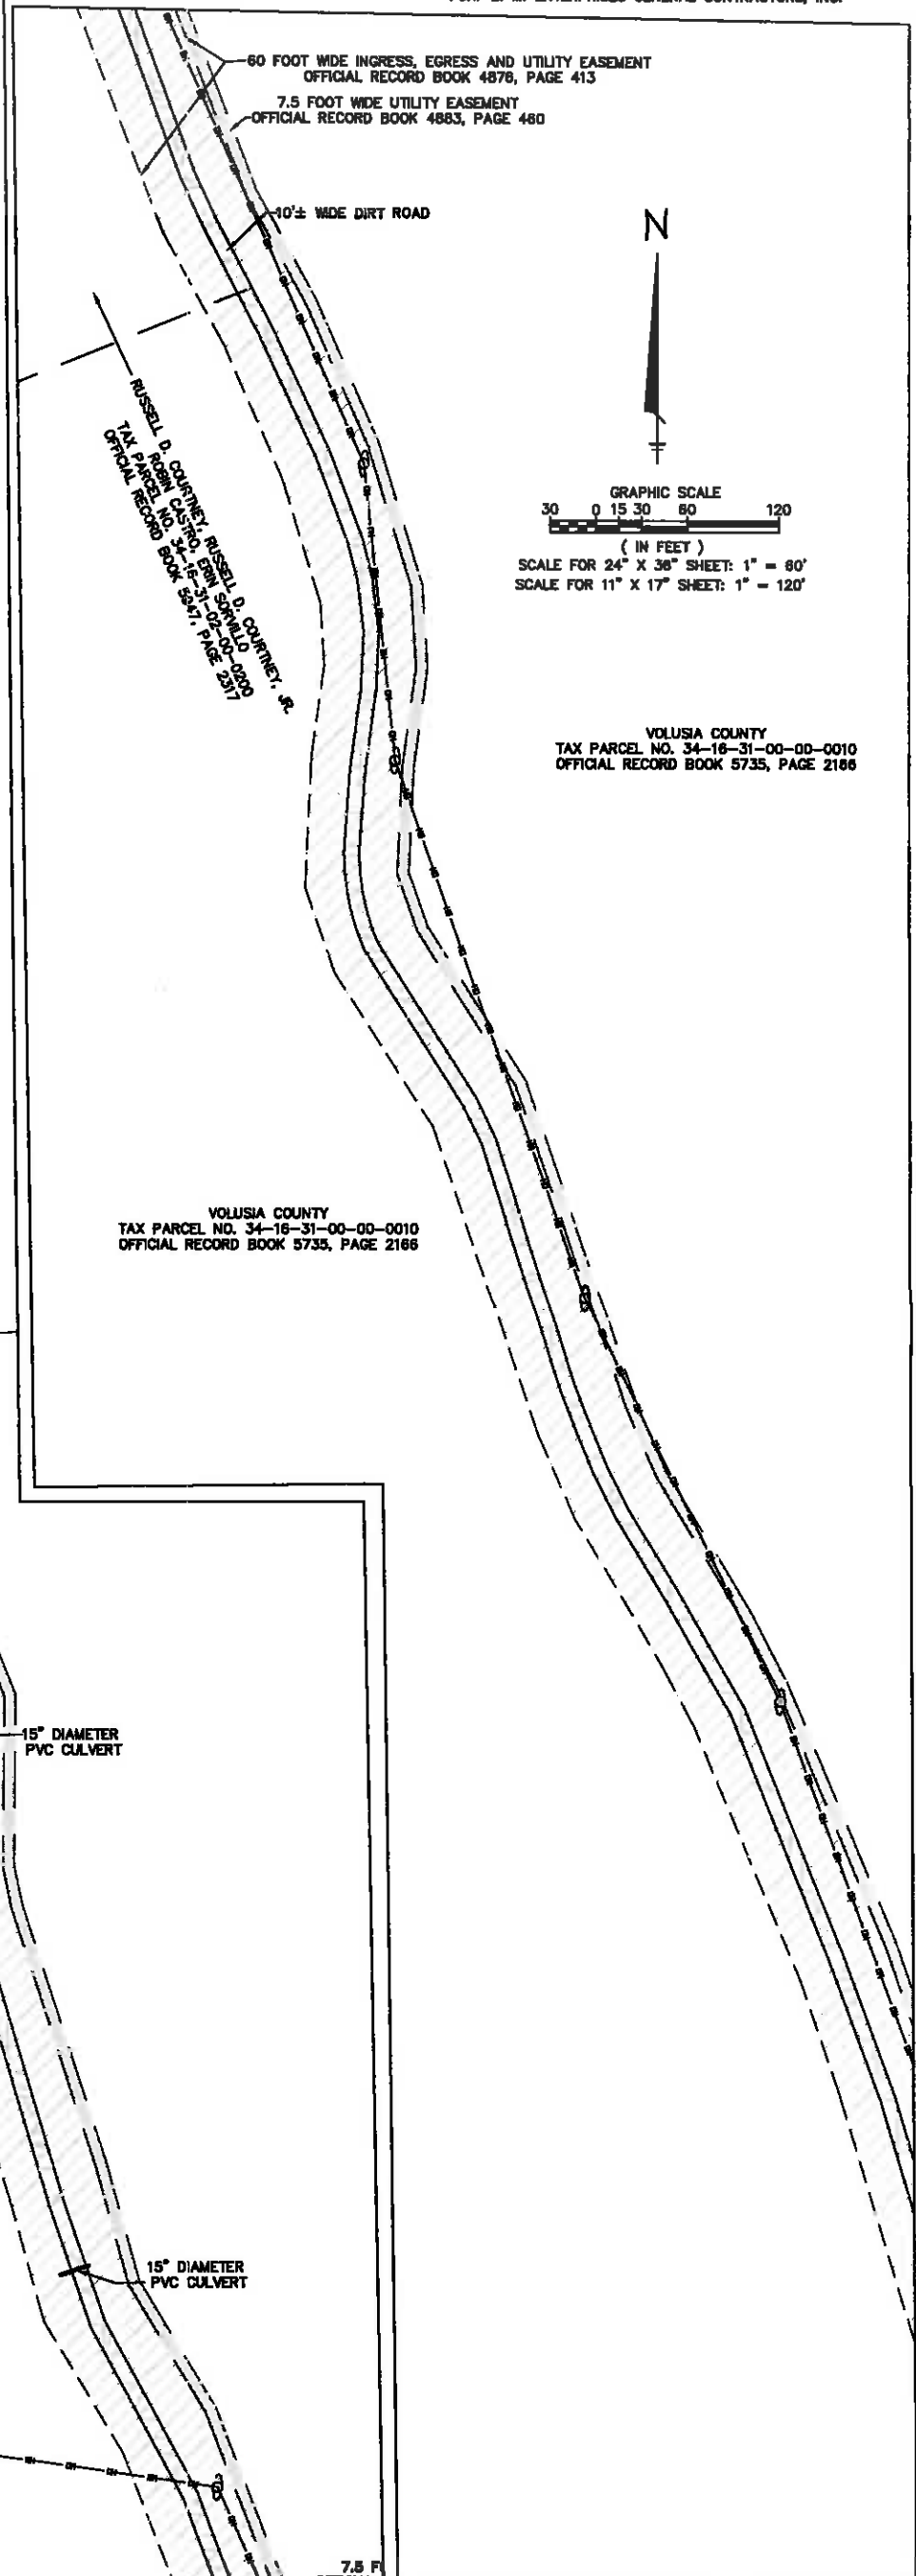 60 FOOT WIDE INGRESS, EGRESS AND UTILITY EASEMENT
OFFICIAL RECORD BOOK 4878, PAGE 413
7.5 FOOT WIDE UTILITY EASEMENT
OFFICIAL RECORD BOOK 4883, PAGE 460
10'± WIDE DIRT ROAD
N
RUSSELL D. COURTNEY, RUSSELL D. COURTNEY, JR.
ROBIN CASTRO, ERIN SORVILLO
TAX PARCEL NO. 34-16-31-02-00-0200
OFFICIAL RECORD BOOK 5947, PAGE 2317
GRAPHIC SCALE
30 0 15 30 60 120
( IN FEET )
SCALE FOR 24" X 36" SHEET: 1" = 60'
SCALE FOR 11" X 17" SHEET: 1" = 120'
VOLUSIA COUNTY
TAX PARCEL NO. 34-16-31-00-00-0010
OFFICIAL RECORD BOOK 5735, PAGE 2166
VOLUSIA COUNTY
TAX PARCEL NO. 34-16-31-00-00-0010
OFFICIAL RECORD BOOK 5735, PAGE 2166
15" DIAMETER
PVC CULVERT
15" DIAMETER
PVC CULVERT
7.5